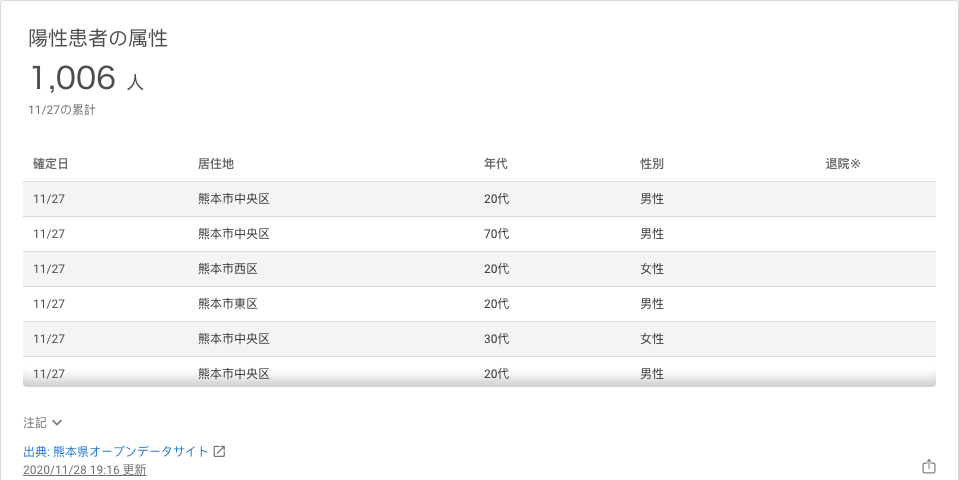 陽性患者の属性
1,006 人
11/27の累計
確定日 居住地 年代 性別 退院※
11/27 熊本市中央区 20代 男性
11/27 熊本市中央区 70代 男性
11/27 熊本市西区 20代 女性
11/27 熊本市東区 20代 男性
11/27 熊本市中央区 30代 女性
11/27 熊本市中央区 20代 男性
注記
出典: 熊本県オープンデータサイト
2020/11/28 19:16 更新